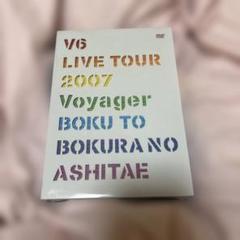 V6
LIVE TOUR
2007
Voyager
BOKU TO
BOKURA NO
ASHITAE